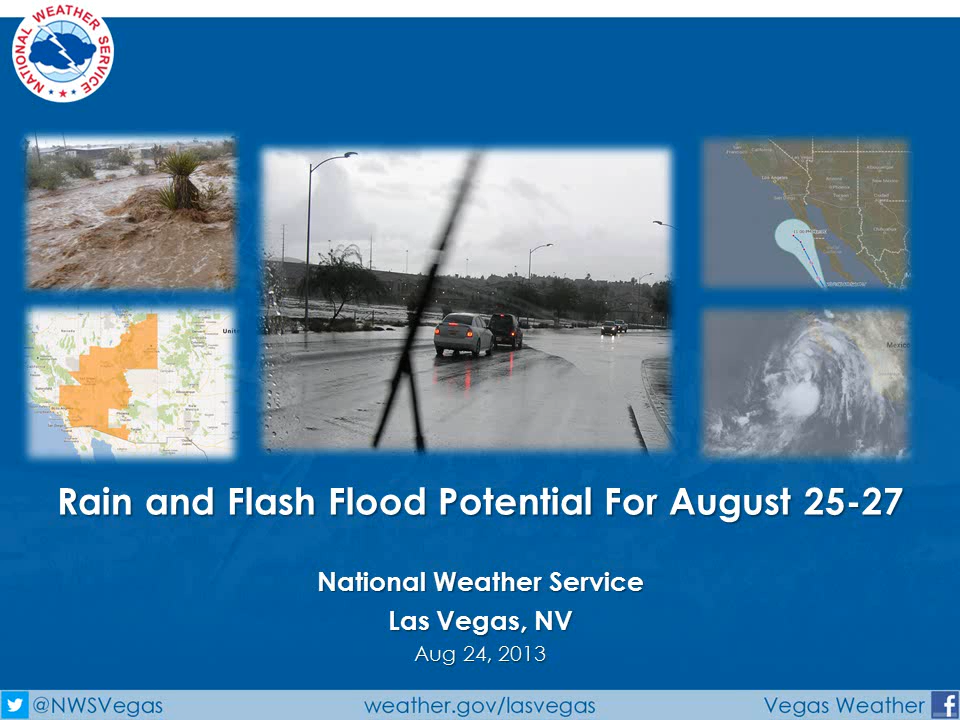 NATIONAL WEATHER SERVICE
Rain and Flash Flood Potential For August 25-27
National Weather Service
Las Vegas, NV
Aug 24, 2013
@NWSVegas
weather.gov/lasvegas
Vegas Weather